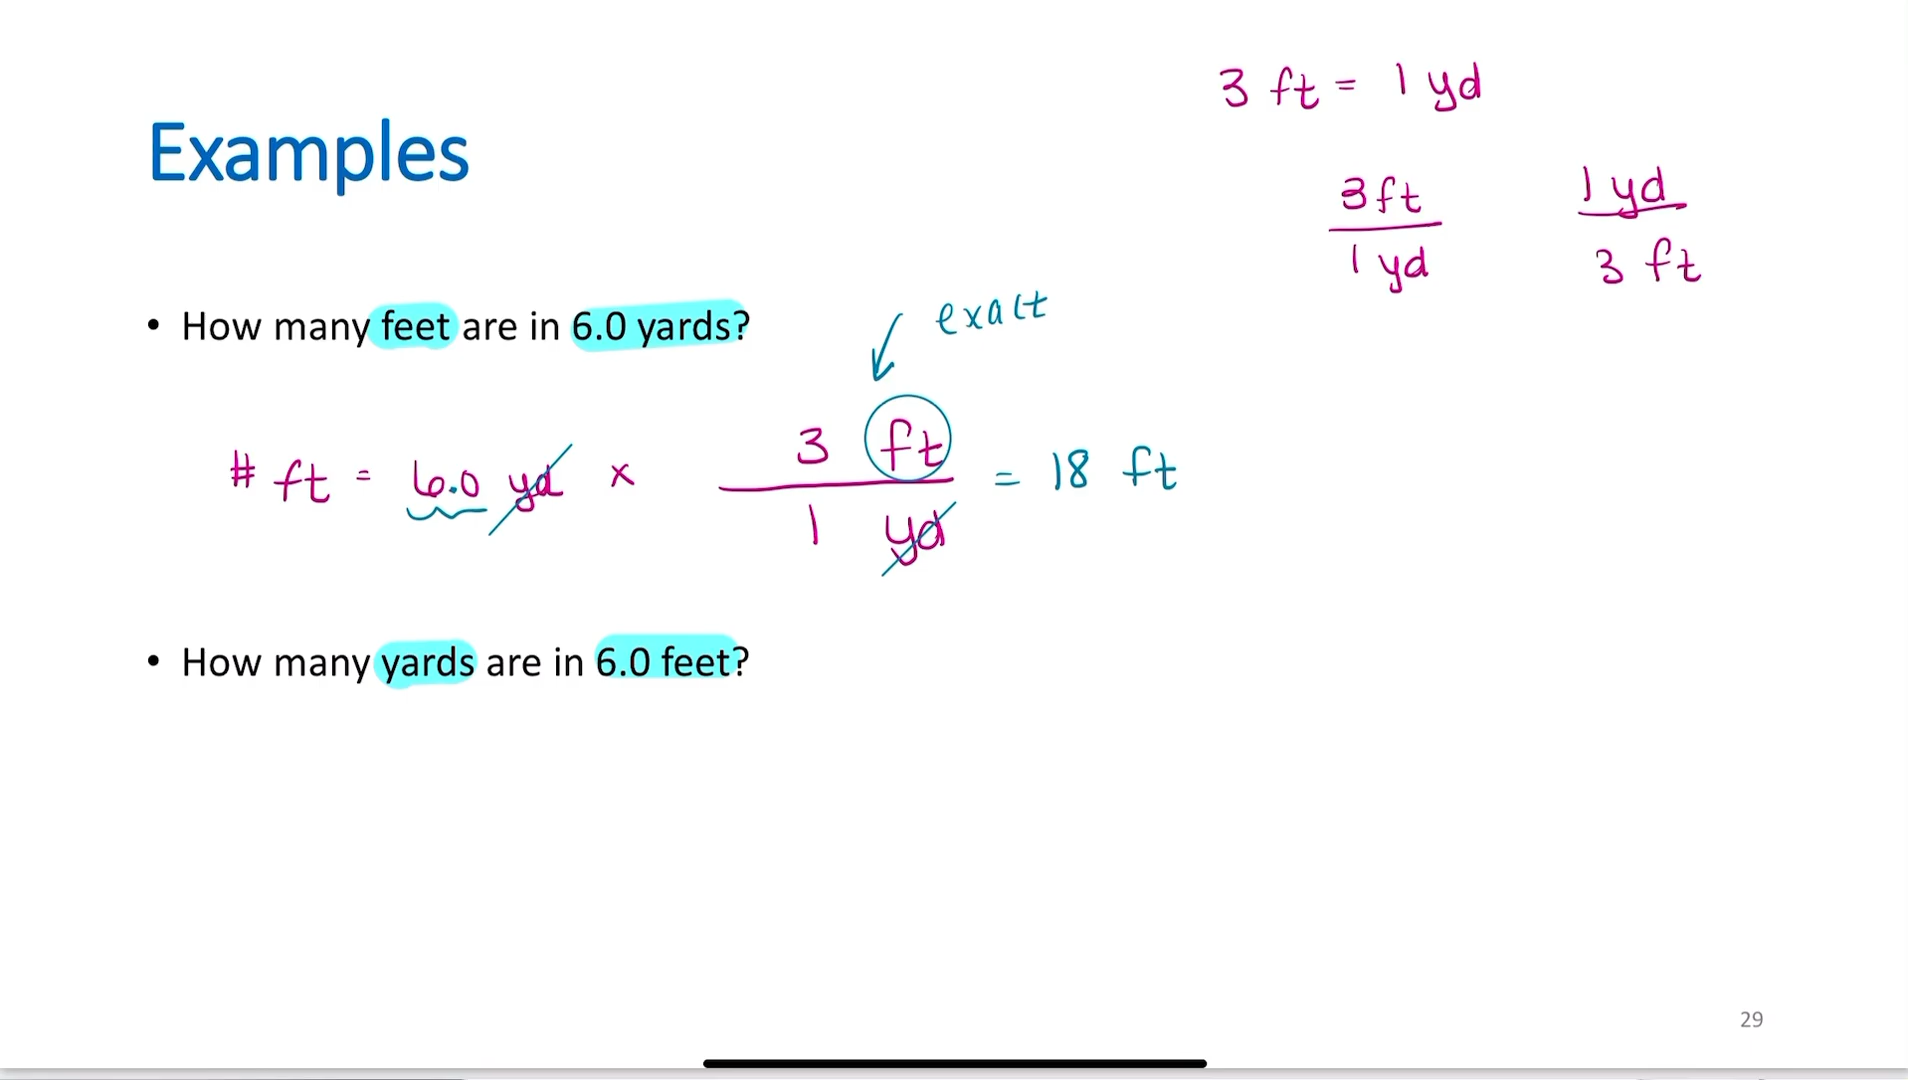 3 ft = 1 yd
Examples
3 ft
1 yd
1 yd
3 ft
• How many feet are in 6.0 yards?
exact
# ft = 6.0 yd x 3 ft = 18 ft
1 yd
• How many yards are in 6.0 feet?
29